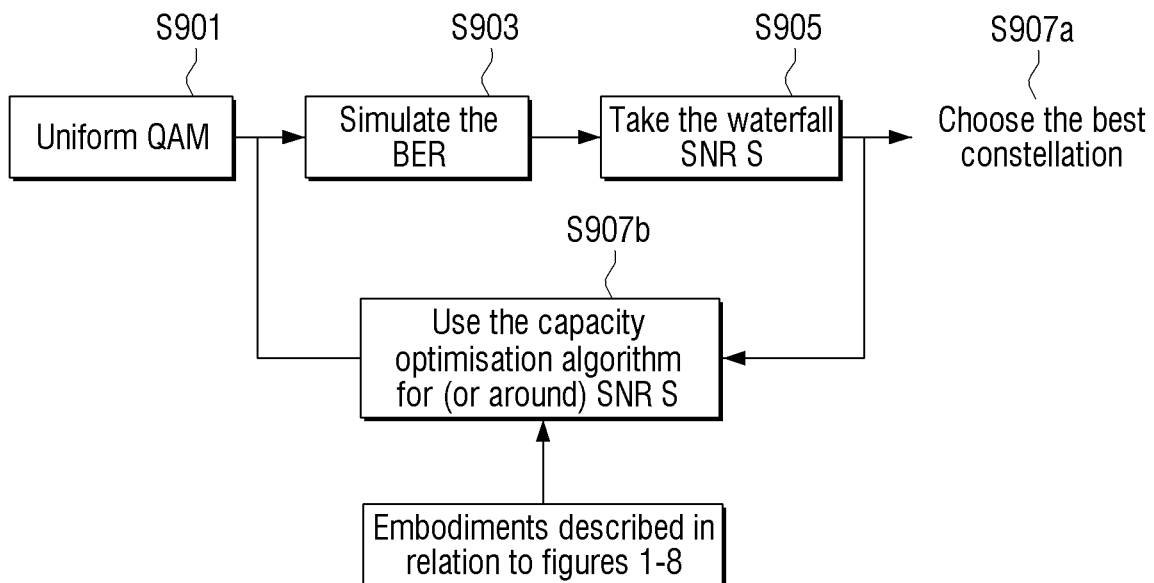 S901
S903
S905
S907a
Uniform QAM
Simulate the
BER
Take the waterfall
SNR S
Choose the best
constellation
S907b
Use the capacity
optimisation algorithm
for (or around) SNR S
Embodiments described in
relation to figures 1-8